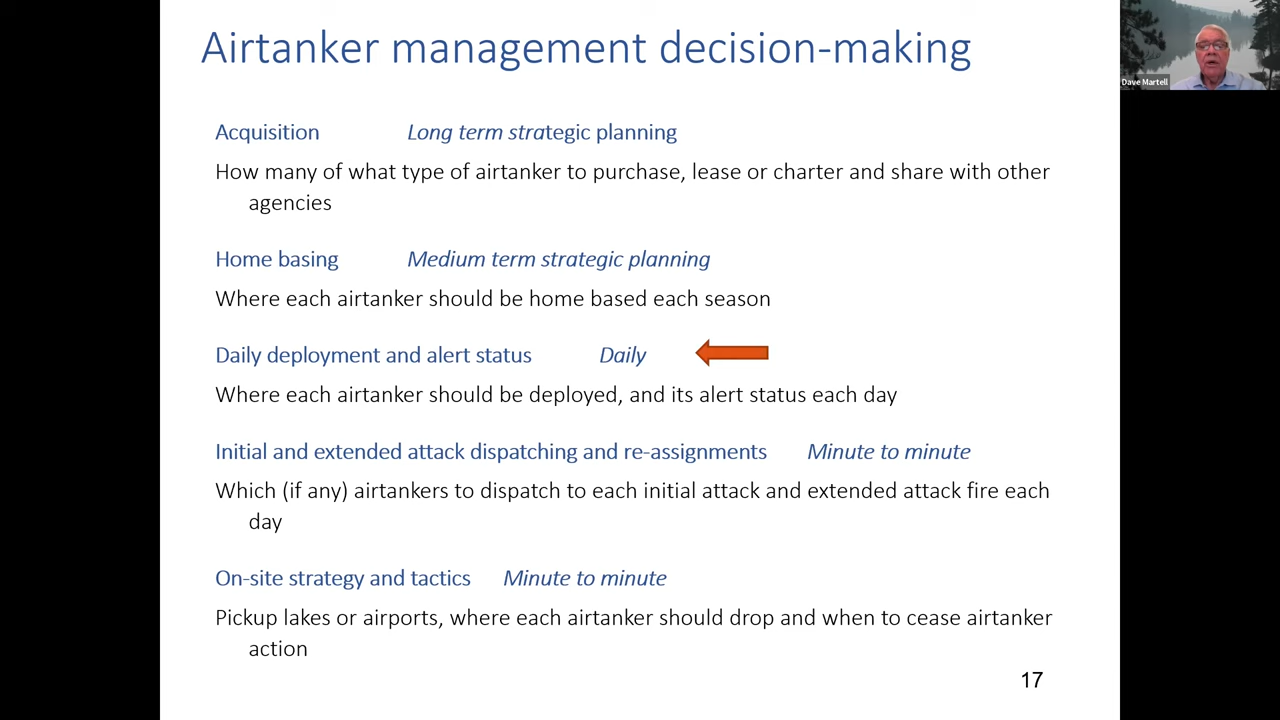 Airtanker management decision-making
Dave Martell
Acquisition Long term strategic planning
How many of what type of airtanker to purchase, lease or charter and share with other
agencies
Home basing Medium term strategic planning
Where each airtanker should be home based each season
Daily deployment and alert status Daily
Where each airtanker should be deployed, and its alert status each day
Initial and extended attack dispatching and re-assignments Minute to minute
Which (if any) airtankers to dispatch to each initial attack and extended attack fire each
day
On-site strategy and tactics Minute to minute
Pickup lakes or airports, where each airtanker should drop and when to cease airtanker
action
17